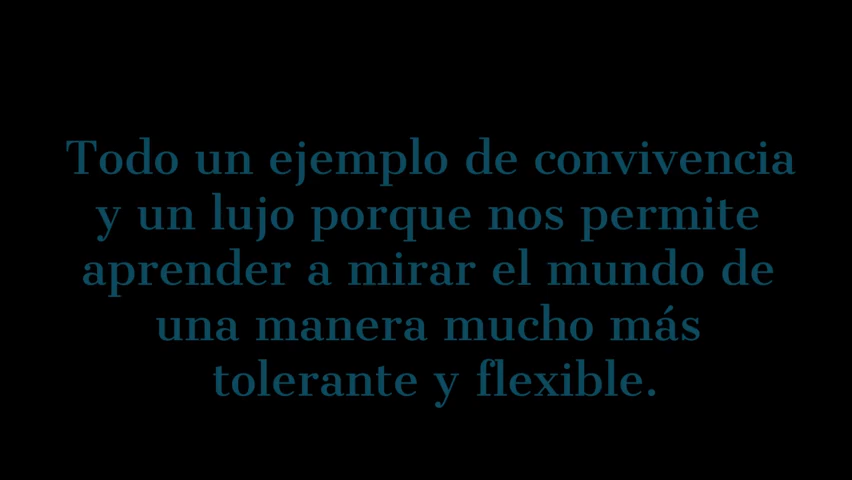 Todo un ejemplo de convivencia
y un lujo porque nos permite
aprender a mirar el mundo de
una manera mucho más
tolerante y flexible.